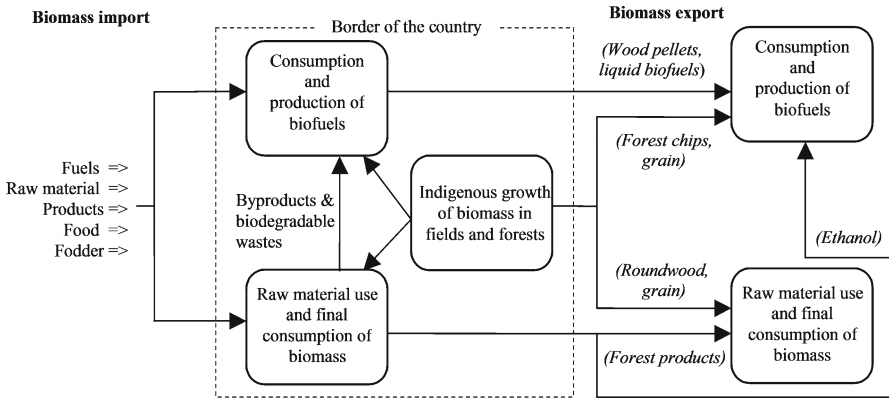 Biomass import
Border of the country
Biomass export
Consumption
and
production of
biofuels
(Wood pellets,
liquid biofuels)
Consumption
and
production of
biofuels
(Forest chips,
grain)
Fuels =>
Raw material =>
Products =>
Food =>
Fodder =>
Byproducts &
biodegradable
wastes
Indigenous growth
of biomass in
fields and forests
(Ethanol)
(Roundwood,
grain)
Raw material use
and final
consumption of
biomass
Raw material use
and final
consumption of
biomass
(Forest products)